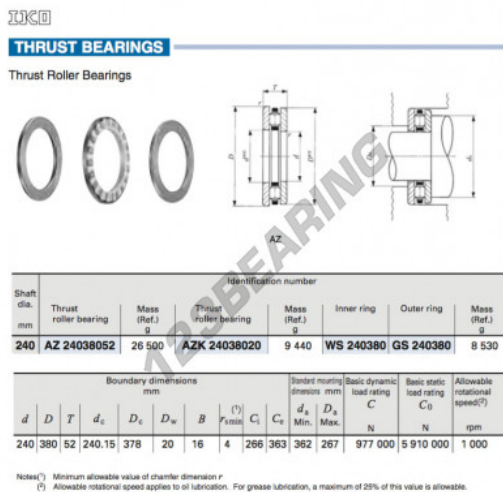 IKO
THRUST BEARINGS
Thrust Roller Bearings
T
r
r
D
d
AZ
123BEARING
Identification number
Shaft dia. mm Thrust roller bearing Mass (Ref.) g Thrust roller bearing Mass (Ref.) g Inner ring Outer ring Mass (Ref.) g
240 AZ 24038052 26 500 AZK 24038020 9 440 WS 240380 GS 240380 8 530
Boundary dimensions mm Standard mounting dimensions mm Basic dynamic load rating C N Basic static load rating C0 N Allowable rotational speed(²) rpm
d D T dc Dc Dw B rsmin (¹) Ci Ce da Min. Da Max.
240 380 52 240.15 378 20 16 4 266 363 362 267 977 000 5 910 000 1 000
Notes(¹) Minimum allowable value of chamfer dimension r
(²) Allowable rotational speed applies to oil lubrication. For grease lubrication, a maximum of 25% of this value is allowable.